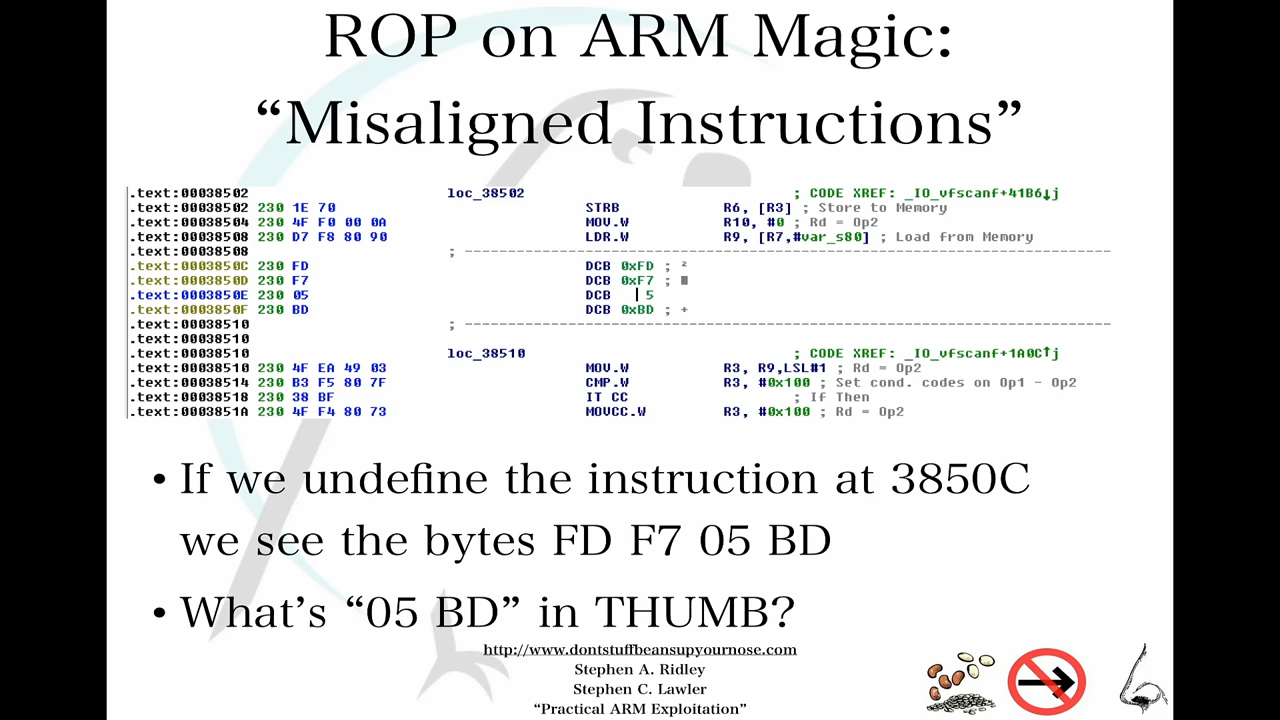 ROP on ARM Magic:
“Misaligned Instructions”
.text:00038502 loc_38502 ; CODE XREF: _IO_vfscanf+41B6↓j
.text:00038502 230 1E 70 STRB R6, [R3] ; Store to Memory
.text:00038504 230 4F F0 00 0A MOV.W R10, #0 ; Rd = Op2
.text:00038508 230 D7 F8 80 90 LDR.W R9, [R7,#var_s80] ; Load from Memory
.text:00038508 ; ---------------------------------------------------------------------------
.text:0003850C 230 FD DCB 0xFD ; ²
.text:0003850D 230 F7 DCB 0xF7 ; ■
.text:0003850E 230 05 DCB 5
.text:0003850F 230 BD DCB 0xBD ; +
.text:00038510 ; ---------------------------------------------------------------------------
.text:00038510
.text:00038510 loc_38510 ; CODE XREF: _IO_vfscanf+1A0C↑j
.text:00038510 230 4F EA 49 03 MOV.W R3, R9,LSL#1 ; Rd = Op2
.text:00038514 230 B3 F5 80 7F CMP.W R3, #0x100 ; Set cond. codes on Op1 - Op2
.text:00038518 230 38 BF IT CC ; If Then
.text:0003851A 230 4F F4 80 73 MOVCC.W R3, #0x100 ; Rd = Op2
• If we undefine the instruction at 3850C
we see the bytes FD F7 05 BD
• What’s “05 BD” in THUMB?
http://www.dontstuffbeansupyournose.com
Stephen A. Ridley
Stephen C. Lawler
“Practical ARM Exploitation”